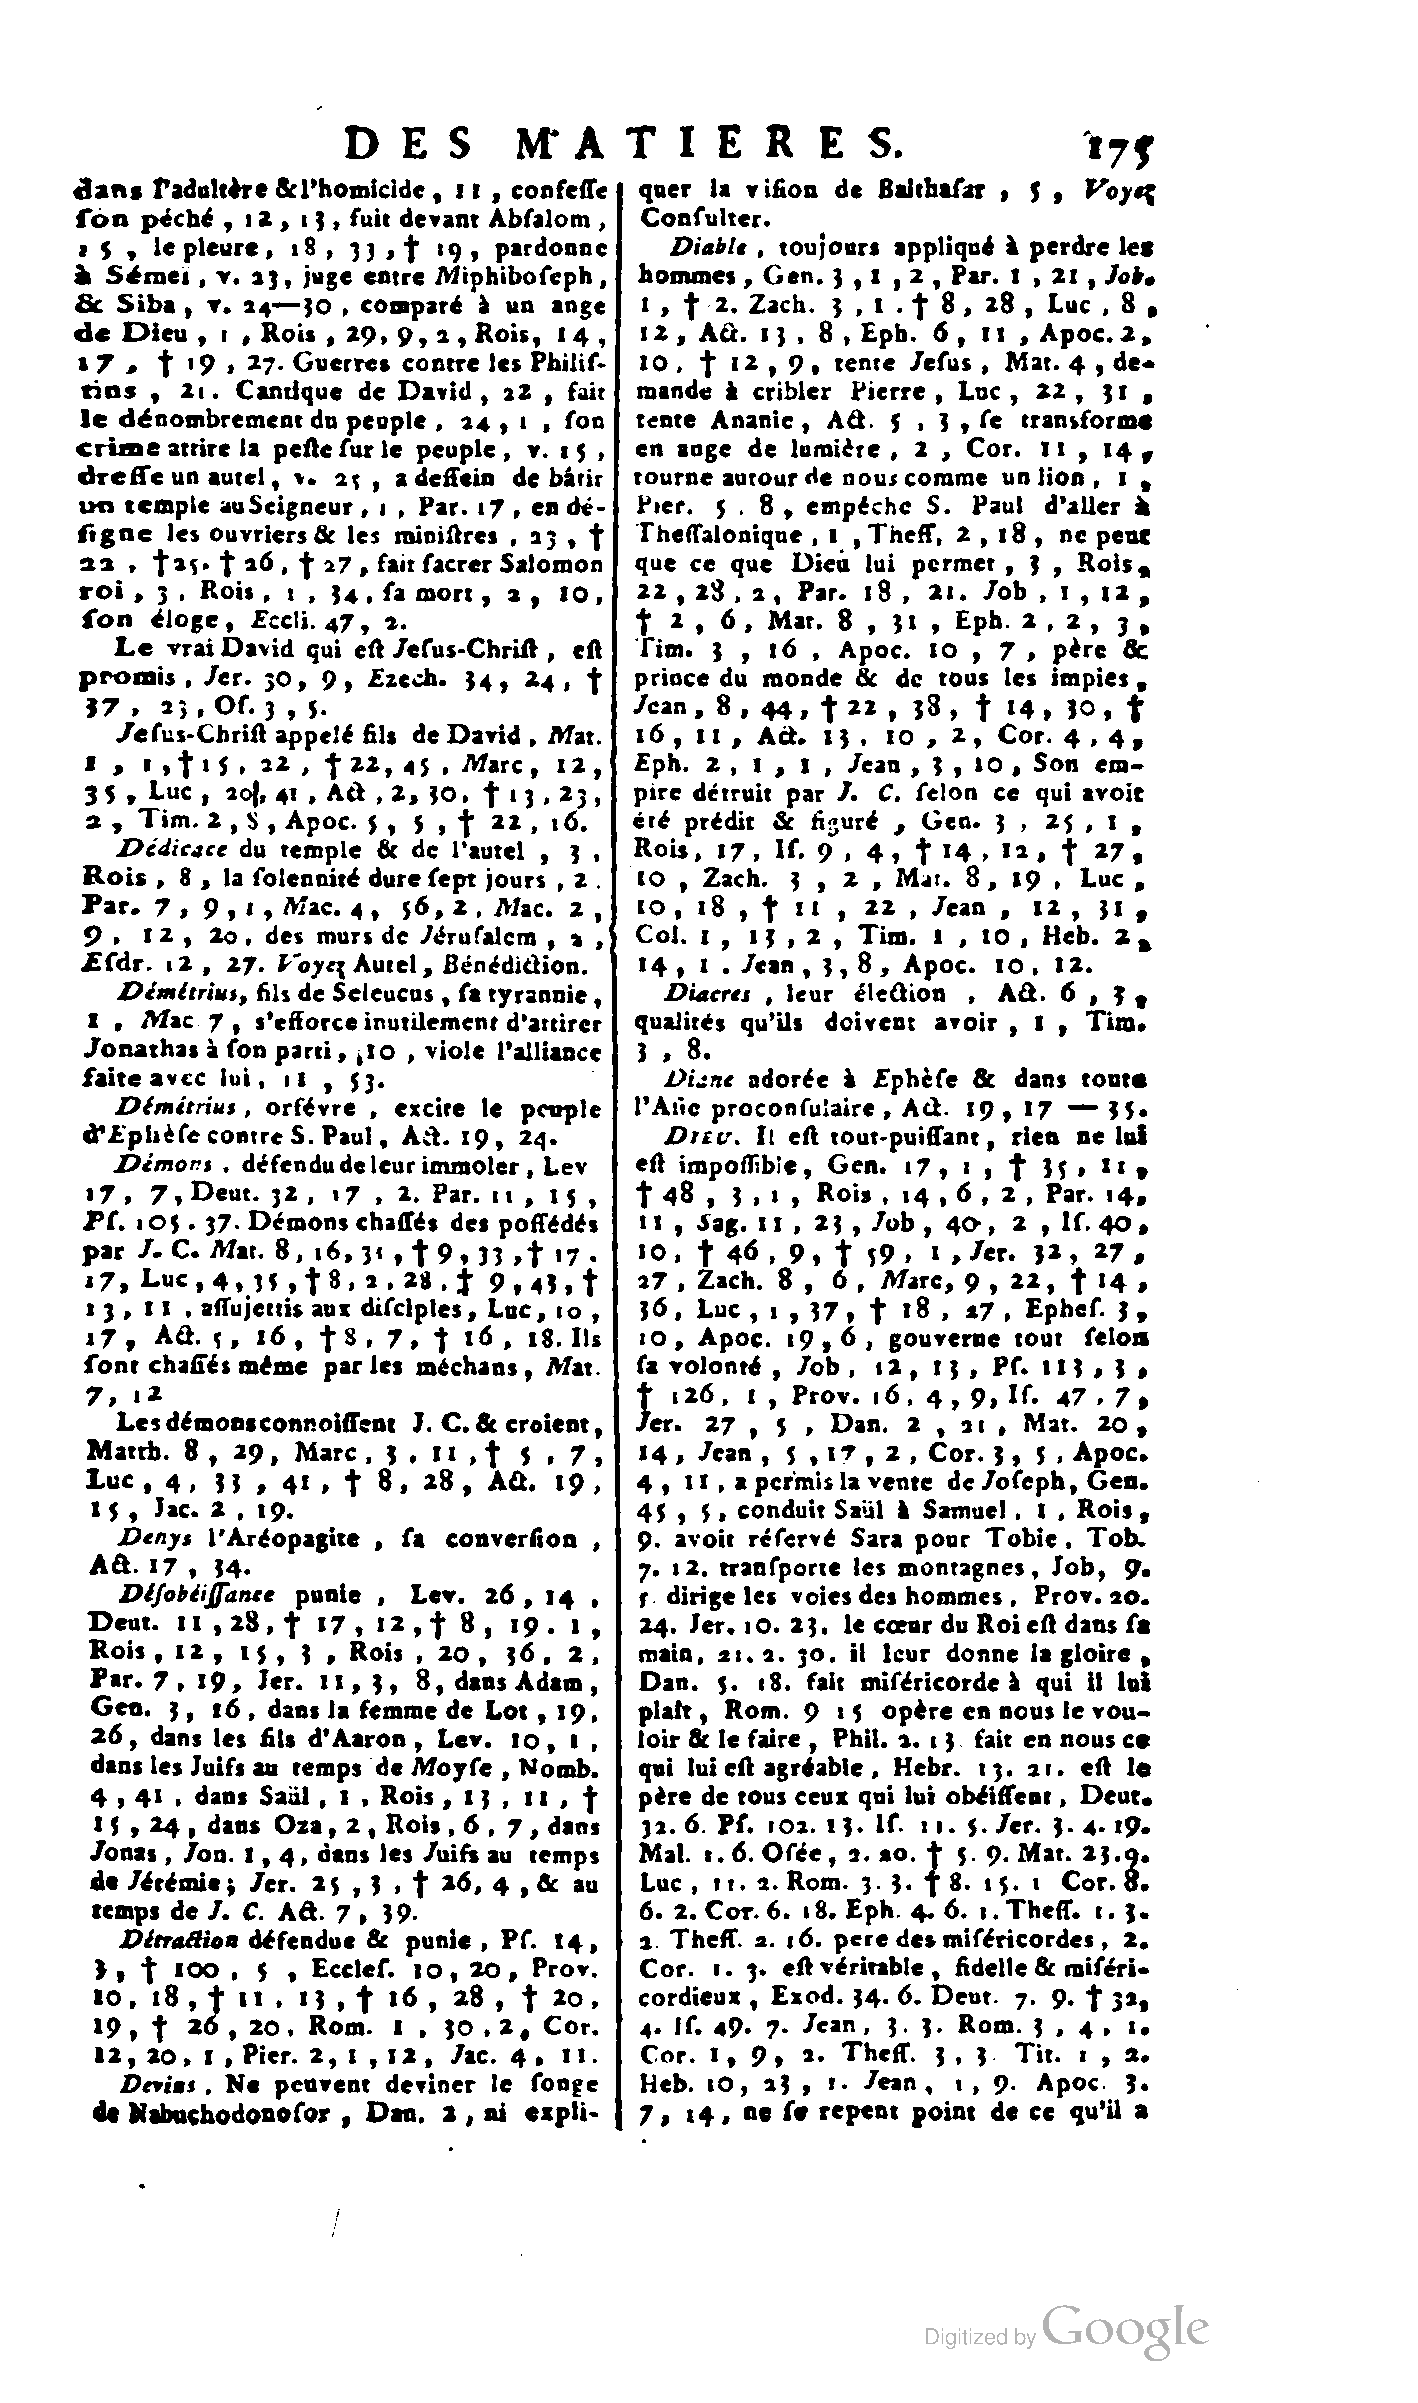 DES MATIERES. 175
dans l'adultère & l'homicide, 11, confeſſe
ſon péché, 12, 13, fuit devant Abſalom,
15, le pleure, 18, 33, † 19, pardonne
à Sémeï, v. 23, juge entre Miphiboſeph,
& Siba, v. 24—30, comparé à un ange
de Dieu, 1, Rois, 29, 9, 2, Rois, 14,
17, † 19, 27. Guerres contre les Philiſ-
tins, 21. Cantique de David, 22, fait
le dénombrement du peuple, 24, 1, ſon
crime attire la peſte ſur le peuple, v. 15,
dreſſe un autel, v. 25, a deſſein de bâtir
un temple au Seigneur, 1, Par. 17, en dé-
ſigne les ouvriers & les miniſtres, 23, †
22, † 25. † 26, † 27, fait ſacrer Salomon
roi, 3, Rois, 1, 34, ſa mort, 2, 10,
ſon éloge, Eccli. 47, 2.
Le vrai David qui eſt Jeſus-Chriſt, eſt
promis, Jer. 30, 9, Ezech. 34, 24, †
37, 23, Oſ. 3, 5.
Jeſus-Chriſt appelé fils de David, Mat.
1, 1, † 15, 22, † 22, 45, Marc, 12,
35, Luc, 20, 41, Act, 2, 30, † 13, 23,
2, Tim. 2, 8, Apoc. 5, 5, † 22, 16.
Dédicace du temple & de l'autel, 3,
Rois, 8, la ſolennité dure ſept jours, 2.
Par. 7, 9, 1, Mac. 4, 56, 2, Mac. 2,
9, 12, 20, des murs de Jéruſalem, 2,
Eſdr. 12, 27. Voyez Autel, Bénédiction.
Démétrius, fils de Seleucus, ſa tyrannie,
1, Mac 7, s'efforce inutilement d'attirer
Jonathas à ſon parti, 10, viole l'alliance
faite avec lui, 11, 53.
Démétrius, orfévre, excite le peuple
d'Ephèſe contre S. Paul, Act. 19, 24.
Démons, défendu de leur immoler, Lev
17, 7, Deut. 32, 17, 2. Par. 11, 15,
Pſ. 105. 37. Démons chaſſés des poſſédés
par J. C. Mat. 8, 16, 31, † 9, 33, † 17.
17, Luc, 4, 35, † 8, 2, 28, ‡ 9, 43, †
13, 11, aſſujettis aux diſciples, Luc, 10,
17, Act. 5, 16, † 8, 7, † 16, 18. Ils
ſont chaſſés même par les méchans, Mat.
7, 12
Les démons connoiſſent J. C. & croient,
Matth. 8, 29, Marc, 3, 11, † 5, 7,
Luc, 4, 33, 41, † 8, 28, Act. 19,
15, Jac. 2, 19.
Denys l'Aréopagite, ſa converſion,
Act. 17, 34.
Déſobéiſſance punie, Lev. 26, 14,
Deut. 11, 28, † 17, 12, † 8, 19. 1,
Rois, 12, 15, 3, Rois, 20, 36, 2,
Par. 7, 19, Jer. 11, 3, 8, dans Adam,
Gen. 3, 16, dans la femme de Lot, 19,
26, dans les fils d'Aaron, Lev. 10, 1,
dans les Juifs au temps de Moyſe, Nomb.
4, 41, dans Saül, 1, Rois, 13, 11, †
15, 24, dans Oza, 2, Rois, 6, 7, dans
Jonas, Jon. 1, 4, dans les Juifs au temps
de Jérémie; Jer. 25, 3, † 26, 4, & au
temps de J. C. Act. 7, 39.
Détraction défendue & punie, Pſ. 14,
3, † 100, 5, Eccleſ. 10, 20, Prov.
10, 18, † 11, 13, † 16, 28, † 20,
19, † 26, 20, Rom. 1, 30, 2, Cor.
12, 20, 1, Pier. 2, 1, 12, Jac. 4, 11.
Devins. Ne peuvent deviner le ſonge
de Nabuchodonoſor, Dan. 2, ni expli-
quer la viſion de Balthaſar, 5, Voyez
Conſulter.
Diable, toujours appliqué à perdre les
hommes, Gen. 3, 1, 2, Par. 1, 21, Job.
1, † 2. Zach. 3, 1. † 8, 28, Luc, 8,
12, Act. 13, 8, Eph. 6, 11, Apoc. 2,
10, † 12, 9, tente Jeſus, Mat. 4, de-
mande à cribler Pierre, Luc, 22, 31,
tente Ananie, Act. 5, 3, ſe transforme
en ange de lumière, 2, Cor. 11, 14,
tourne autour de nous comme un lion, 1,
Pier. 5. 8, empêche S. Paul d'aller à
Theſſalonique, 1, Theſſ, 2, 18, ne peut
que ce que Dieu lui permet, 3, Rois,
22, 28, 2, Par. 18, 21. Job, 1, 12,
† 2, 6, Mat. 8, 31, Eph. 2, 2, 3,
Tim. 3, 16, Apoc. 10, 7, père &
prince du monde & de tous les impies,
Jean, 8, 44, † 22, 38, † 14, 30, †
16, 11, Act. 13, 10, 2, Cor. 4, 4,
Eph. 2, 1, 1, Jean, 3, 10, Son em-
pire détruit par J. C. ſelon ce qui avoit
été prédit & figuré, Gen. 3, 25, 1,
Rois, 17, Iſ. 9, 4, † 14, 12, † 27,
10, Zach. 3, 2, Mat. 8, 19, Luc,
10, 18, † 11, 22, Jean, 12, 31,
Col. 1, 13, 2, Tim. 1, 10, Heb. 2,
14, 1. Jean, 3, 8, Apoc. 10, 12.
Diacres, leur élection, Act. 6, 3,
qualités qu'ils doivent avoir, 1, Tim.
3, 8.
Diane adorée à Ephèſe & dans toute
l'Aſie proconſulaire, Act. 19, 17—35.
DIEU. Il eſt tout-puiſſant, rien ne lui
eſt impoſſible, Gen. 17, 1, † 35, 11,
† 48, 3, 1, Rois, 14, 6, 2, Par. 14,
11, Sag. 11, 23, Job, 40, 2, Iſ. 40,
10, † 46, 9, † 59, 1, Jer. 32, 27,
27, Zach. 8, 6, Marc, 9, 22, † 14,
36, Luc, 1, 37, † 18, 27, Epheſ. 3,
10, Apoc. 19, 6, gouverne tout ſelon
ſa volonté, Job, 12, 13, Pſ. 113, 3,
† 126, 1, Prov. 16, 4, 9, Iſ. 47, 7,
Jer. 27, 5, Dan. 2, 21, Mat. 20,
14, Jean, 5, 17, 2, Cor. 3, 5, Apoc.
4, 11, a permis la vente de Joſeph, Gen.
45, 5, conduit Saül à Samuel, 1, Rois,
9. avoit réſervé Sara pour Tobie, Tob.
7. 12. tranſporte les montagnes, Job, 9.
5. dirige les voies des hommes, Prov. 20.
24. Jer. 10. 23. le cœur du Roi eſt dans ſa
main, 21. 2. 30. il leur donne la gloire,
Dan. 5. 18. fait miſéricorde à qui il lui
plaît, Rom. 9 15 opère en nous le vou-
loir & le faire, Phil. 2. 13 fait en nous ce
qui lui eſt agréable, Hebr. 13. 21. eſt le
père de tous ceux qui lui obéiſſent, Deut.
32. 6. Pſ. 102. 13. Iſ. 11. 5. Jer. 3. 4. 19.
Mal. 1. 6. Oſée, 2. 20. † 5. 9. Mat. 23. 9.
Luc, 11. 2. Rom. 3. 3. † 8. 15. 1 Cor. 8.
6. 2. Cor. 6. 18. Eph. 4. 6. 1. Theſſ. 1. 3.
2. Theſſ. 2. 16. pere des miſéricordes, 2.
Cor. 1. 3. eſt véritable, fidelle & miſéri-
cordieux, Exod. 34. 6. Deut. 7. 9. † 32,
4. Iſ. 49. 7. Jean, 3. 3. Rom. 3, 4, 1.
Cor. 1, 9, 2. Theſſ. 3, 3. Tit. 1, 2.
Heb. 10, 23, 1. Jean, 1, 9. Apoc. 3.
7, 14, ne ſe repent point de ce qu'il a
Digitized by Google